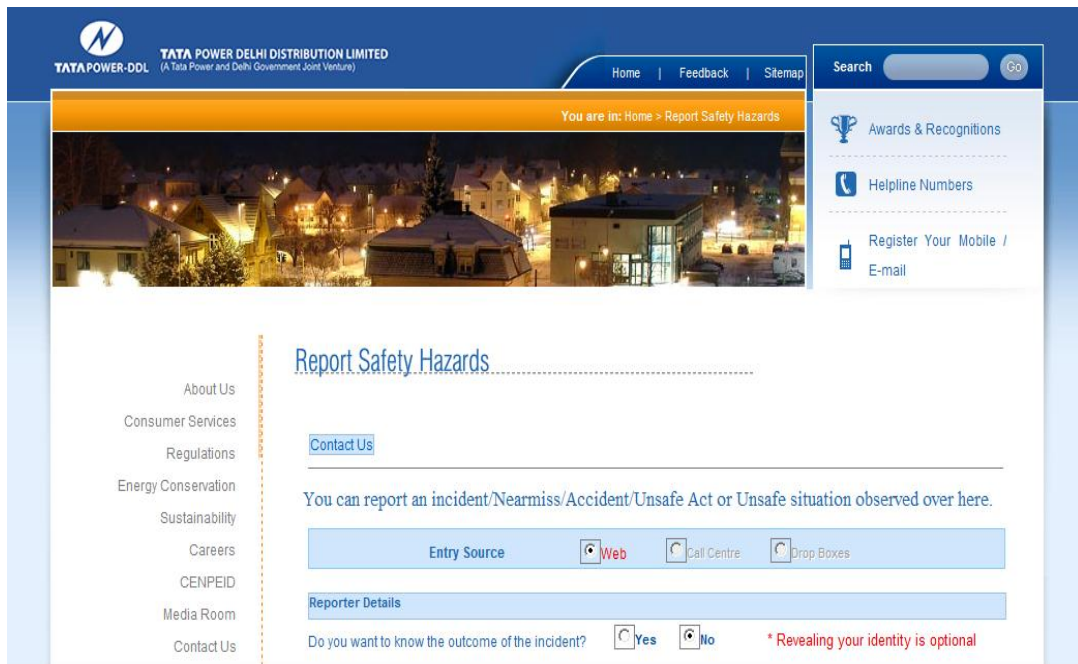 TATA POWER DELHI DISTRIBUTION LIMITED
TATA POWER-DDL (A Tata Power and Delhi Government Joint Venture)
Home | Feedback | Sitemap
Search Go
You are in: Home > Report Safety Hazards
Awards & Recognitions
Helpline Numbers
Register Your Mobile /
E-mail
Report Safety Hazards
About Us
Consumer Services
Regulations
Energy Conservation
Sustainability
Careers
CENPEID
Media Room
Contact Us
Contact Us
You can report an incident/Nearmiss/Accident/Unsafe Act or Unsafe situation observed over here.
Entry Source Web Call Centre Drop Boxes
Reporter Details
Do you want to know the outcome of the incident? Yes No * Revealing your identity is optional